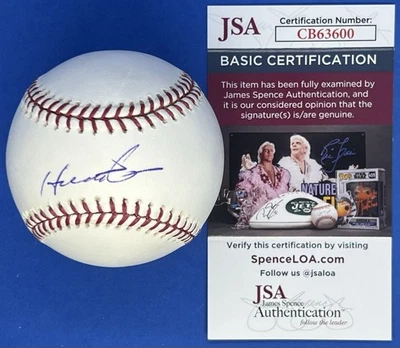 JSA
Certification Number:
CB63600
BASIC CERTIFICATION
This item has been fully examined by
James Spence Authentication, and
it is our considered opinion that the
signature(s) is/are genuine.
NATURE
JETS
Verify this certification by visiting
SpenceLOA.com
Follow us @jsaloa
JSA
James Spence
Authentication
follow the leader